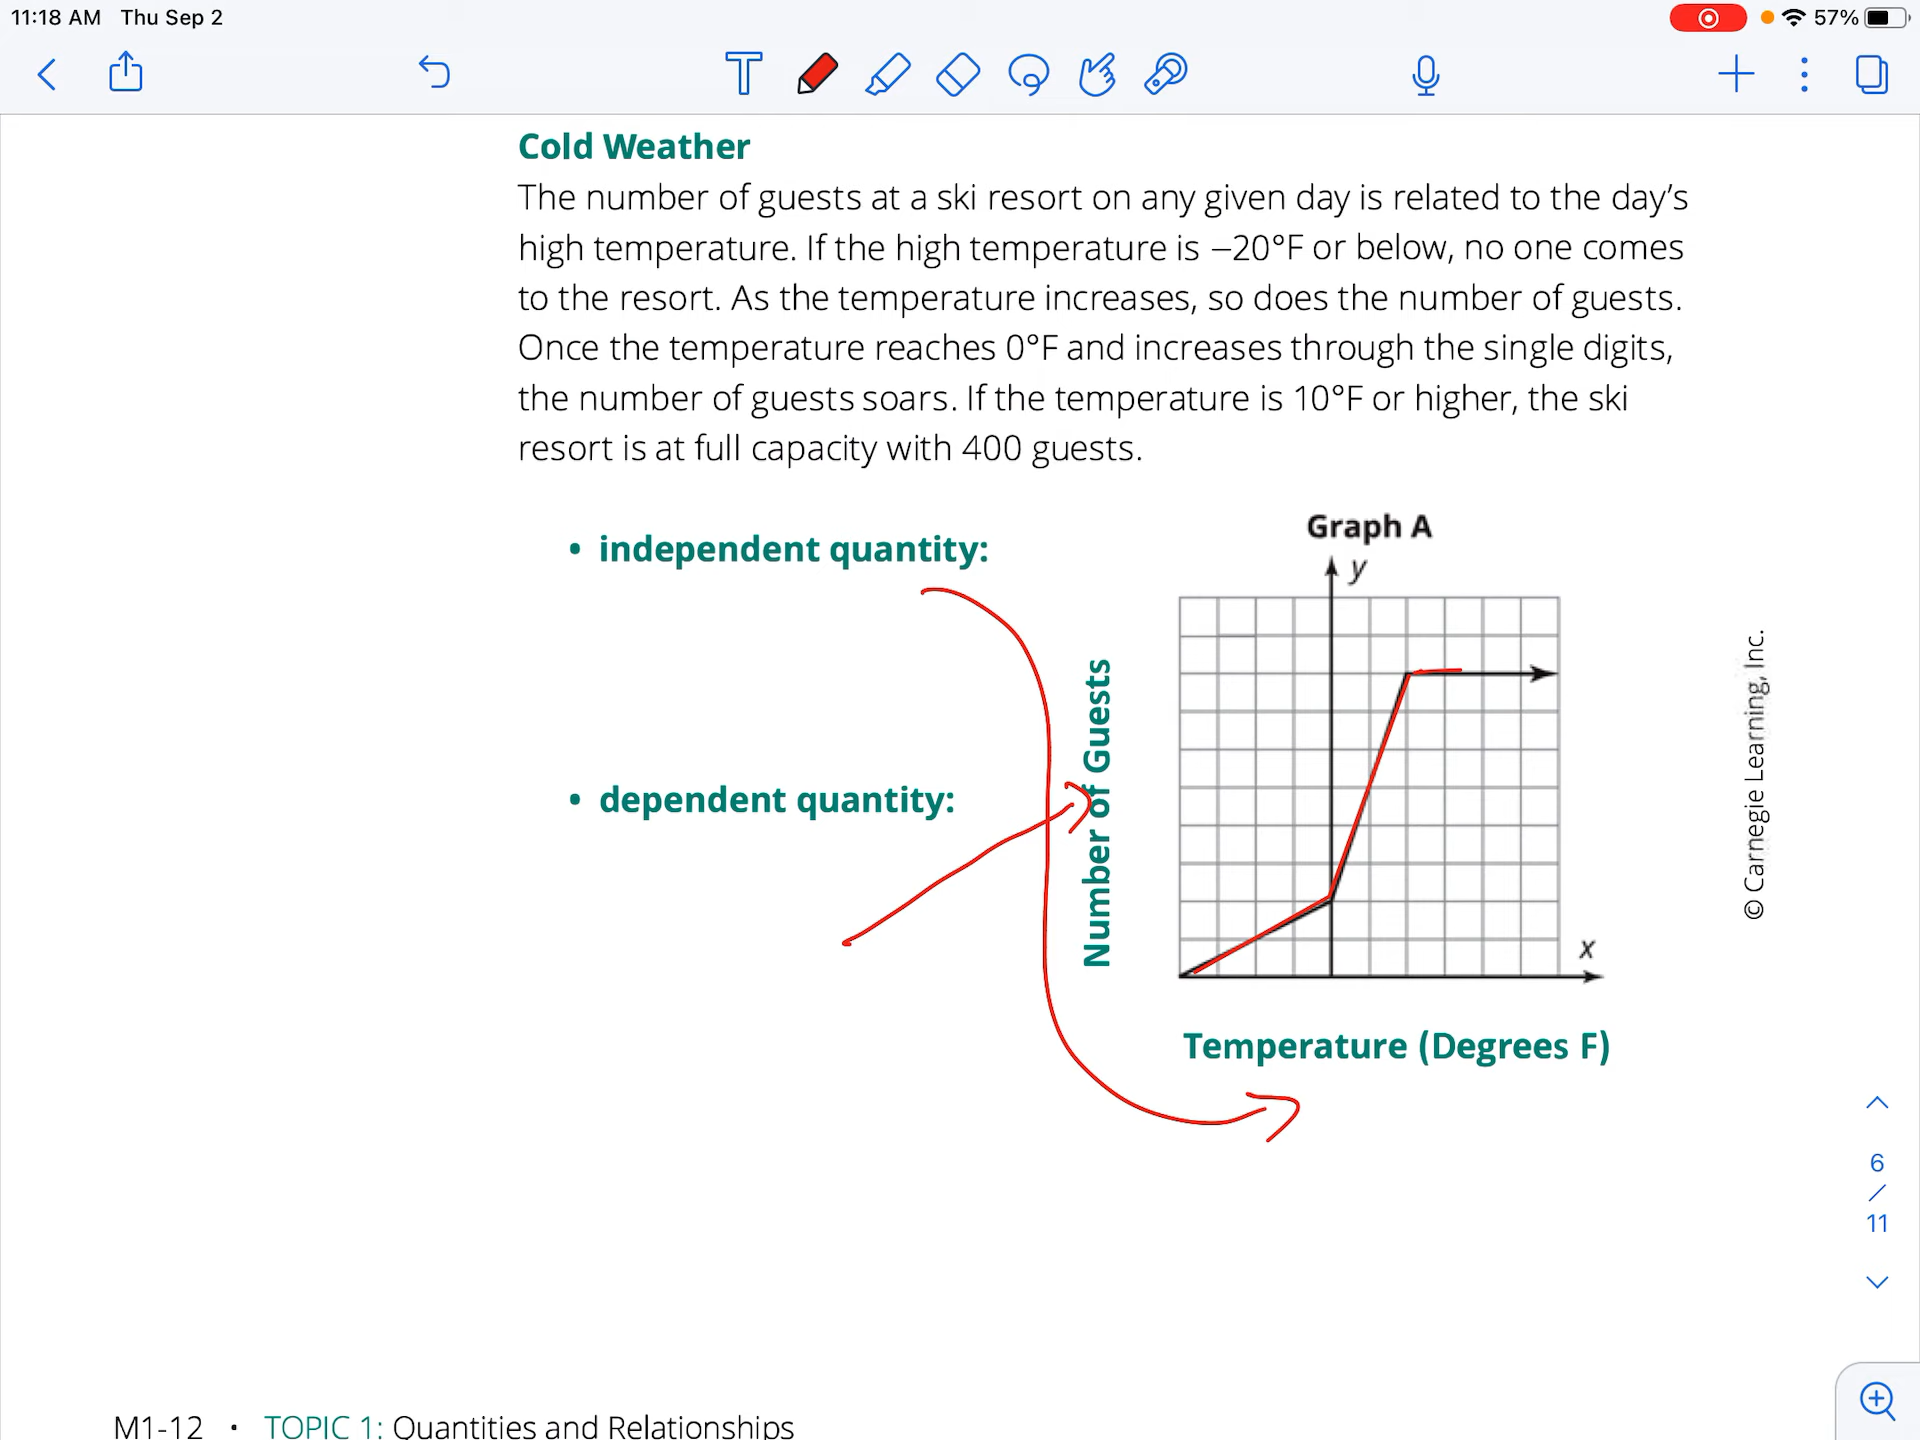 11:18 AM Thu Sep 2
57%
Cold Weather
The number of guests at a ski resort on any given day is related to the day’s
high temperature. If the high temperature is −20°F or below, no one comes
to the resort. As the temperature increases, so does the number of guests.
Once the temperature reaches 0°F and increases through the single digits,
the number of guests soars. If the temperature is 10°F or higher, the ski
resort is at full capacity with 400 guests.
• independent quantity:
• dependent quantity:
Graph A
y
Number of Guests
x
Temperature (Degrees F)
© Carnegie Learning, Inc.
6
/
11
M1-12 • TOPIC 1: Quantities and Relationships